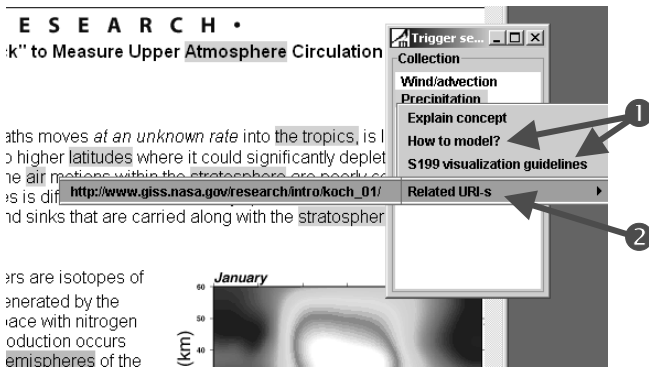 E S E A R C H •
k" to Measure Upper Atmosphere Circulation
Trigger se...
Collection
Wind/advection
Precipitation
Explain concept
How to model?
S199 visualization guidelines
Related URI-s
http://www.giss.nasa.gov/research/intro/koch_01/
1
2
aths moves at an unknown rate into the tropics, is l
o higher latitudes where it could significantly deplet
he air motions within the stratosphere are poorly co
es is dif
nd sinks that are carried along with the stratospher
ers are isotopes of
enerated by the
pace with nitrogen
oduction occurs
emispheres of the
January
60
50
40
(km)